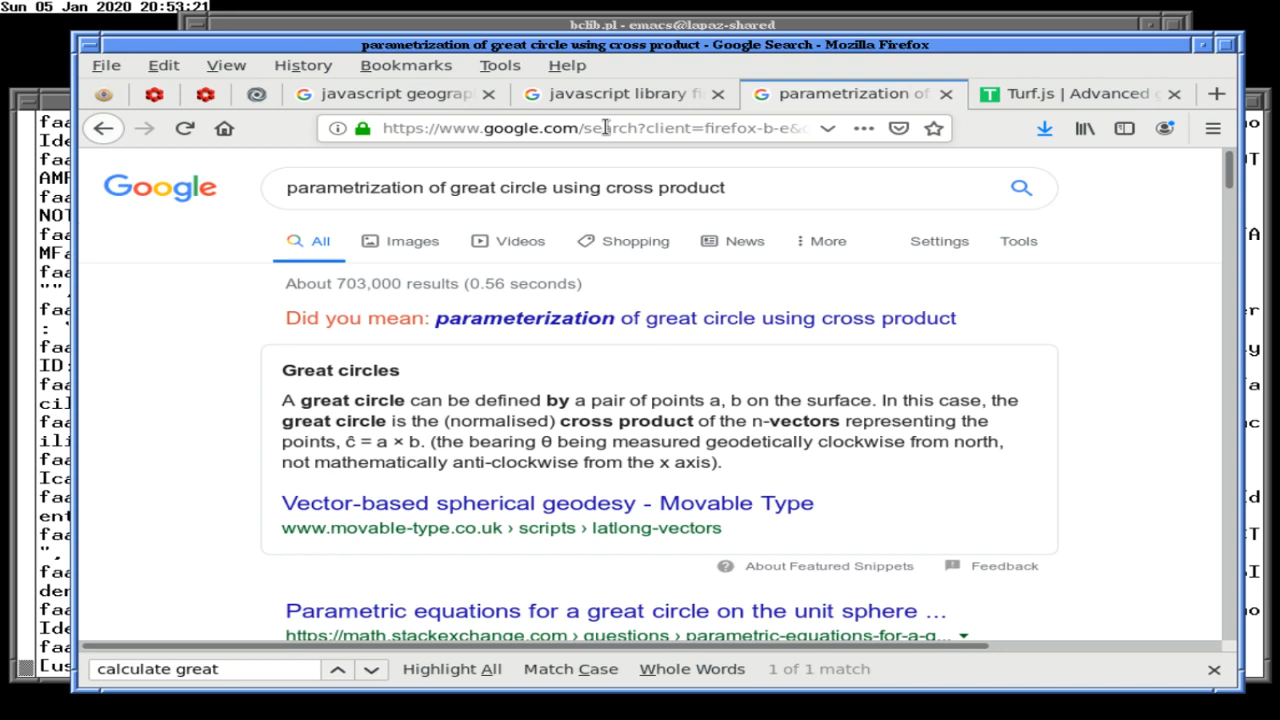 Sun 05 Jan 2020 20:53:21
bclib.pl - emacs@lapaz-shared
parametrization of great circle using cross product - Google Search - Mozilla Firefox
File Edit View History Bookmarks Tools Help
javascript geograp javascript library fi parametrization of Turf.js | Advanced g
https://www.google.com/search?client=firefox-b-e&
Google
parametrization of great circle using cross product
All Images Videos Shopping News More Settings Tools
About 703,000 results (0.56 seconds)
Did you mean: parameterization of great circle using cross product
Great circles
A great circle can be defined by a pair of points a, b on the surface. In this case, the
great circle is the (normalised) cross product of the n-vectors representing the
points, ĉ = a × b. (the bearing θ being measured geodetically clockwise from north,
not mathematically anti-clockwise from the x axis).
Vector-based spherical geodesy - Movable Type
www.movable-type.co.uk › scripts › latlong-vectors
About Featured Snippets Feedback
Parametric equations for a great circle on the unit sphere ...
https://math.stackexchange.com › questions › parametric-equations-for-a-g...
calculate great Highlight All Match Case Whole Words 1 of 1 match